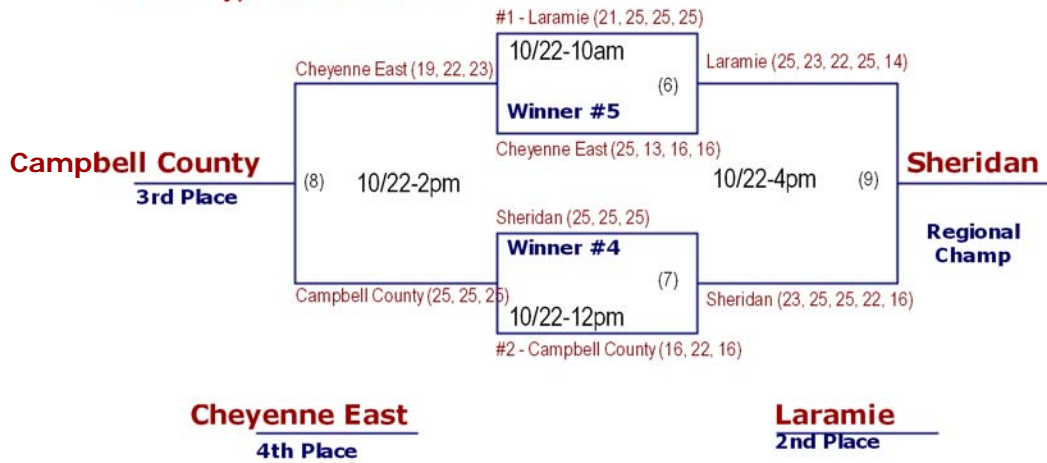 #1 - Laramie (21, 25, 25, 25)
10/22-10am
Laramie (25, 23, 22, 25, 14)
Cheyenne East (19, 22, 23)
(6)
Winner #5
Cheyenne East (25, 13, 16, 16)
Campbell County
Sheridan
(8)
10/22-2pm
10/22-4pm
(9)
3rd Place
Sheridan (25, 25, 25)
Regional
Champ
Winner #4
(7)
Campbell County (25, 25, 25)
Sheridan (23, 25, 25, 22, 16)
10/22-12pm
#2 - Campbell County (16, 22, 16)
Cheyenne East
Laramie
4th Place
2nd Place